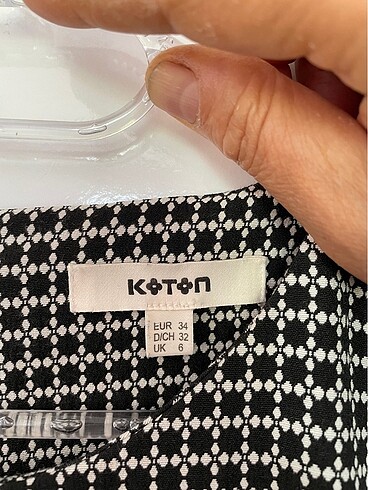 KOTON
EUR 34
D/CH 32
UK 6